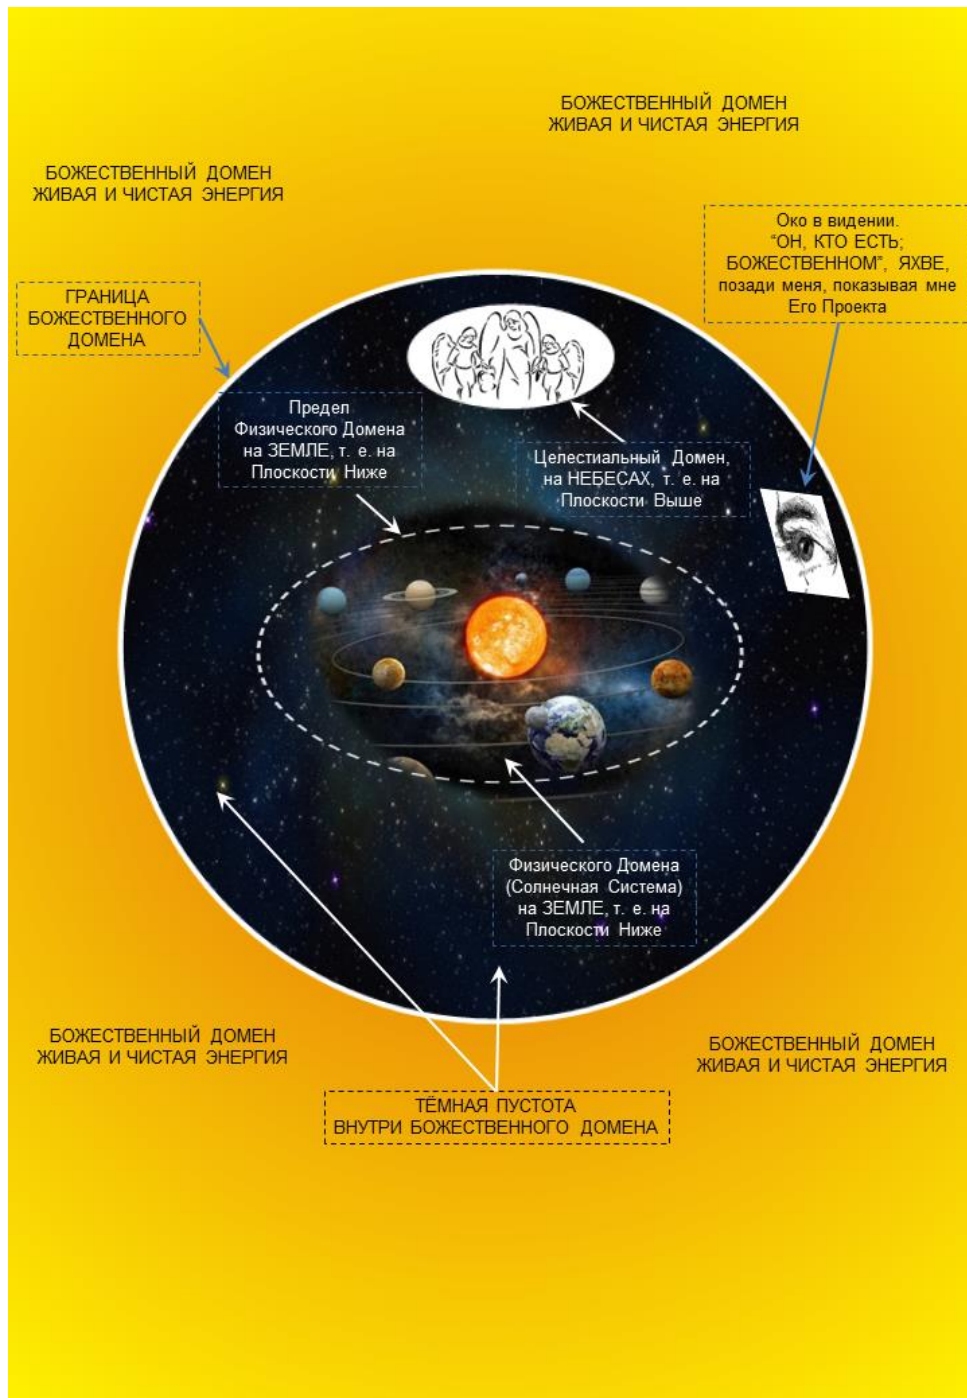 БОЖЕСТВЕННЫЙ ДОМЕН
ЖИВАЯ И ЧИСТАЯ ЭНЕРГИЯ
БОЖЕСТВЕННЫЙ ДОМЕН
ЖИВАЯ И ЧИСТАЯ ЭНЕРГИЯ
Око в видении.
“ОН, КТО ЕСТЬ;
БОЖЕСТВЕННОМ”, ЯХВЕ,
позади меня, показывая мне
Его Проекта
ГРАНИЦА
БОЖЕСТВЕННОГО
ДОМЕНА
Предел
Физического Домена
на ЗЕМЛЕ, т. е. на
Плоскости Ниже
Целестиальный Домен,
на НЕБЕСАХ, т. е. на
Плоскости Выше
Физического Домена
(Солнечная Система)
на ЗЕМЛЕ, т. е. на
Плоскости Ниже
БОЖЕСТВЕННЫЙ ДОМЕН
ЖИВАЯ И ЧИСТАЯ ЭНЕРГИЯ
БОЖЕСТВЕННЫЙ ДОМЕН
ЖИВАЯ И ЧИСТАЯ ЭНЕРГИЯ
ТЁМНАЯ ПУСТОТА
ВНУТРИ БОЖЕСТВЕННОГО ДОМЕНА